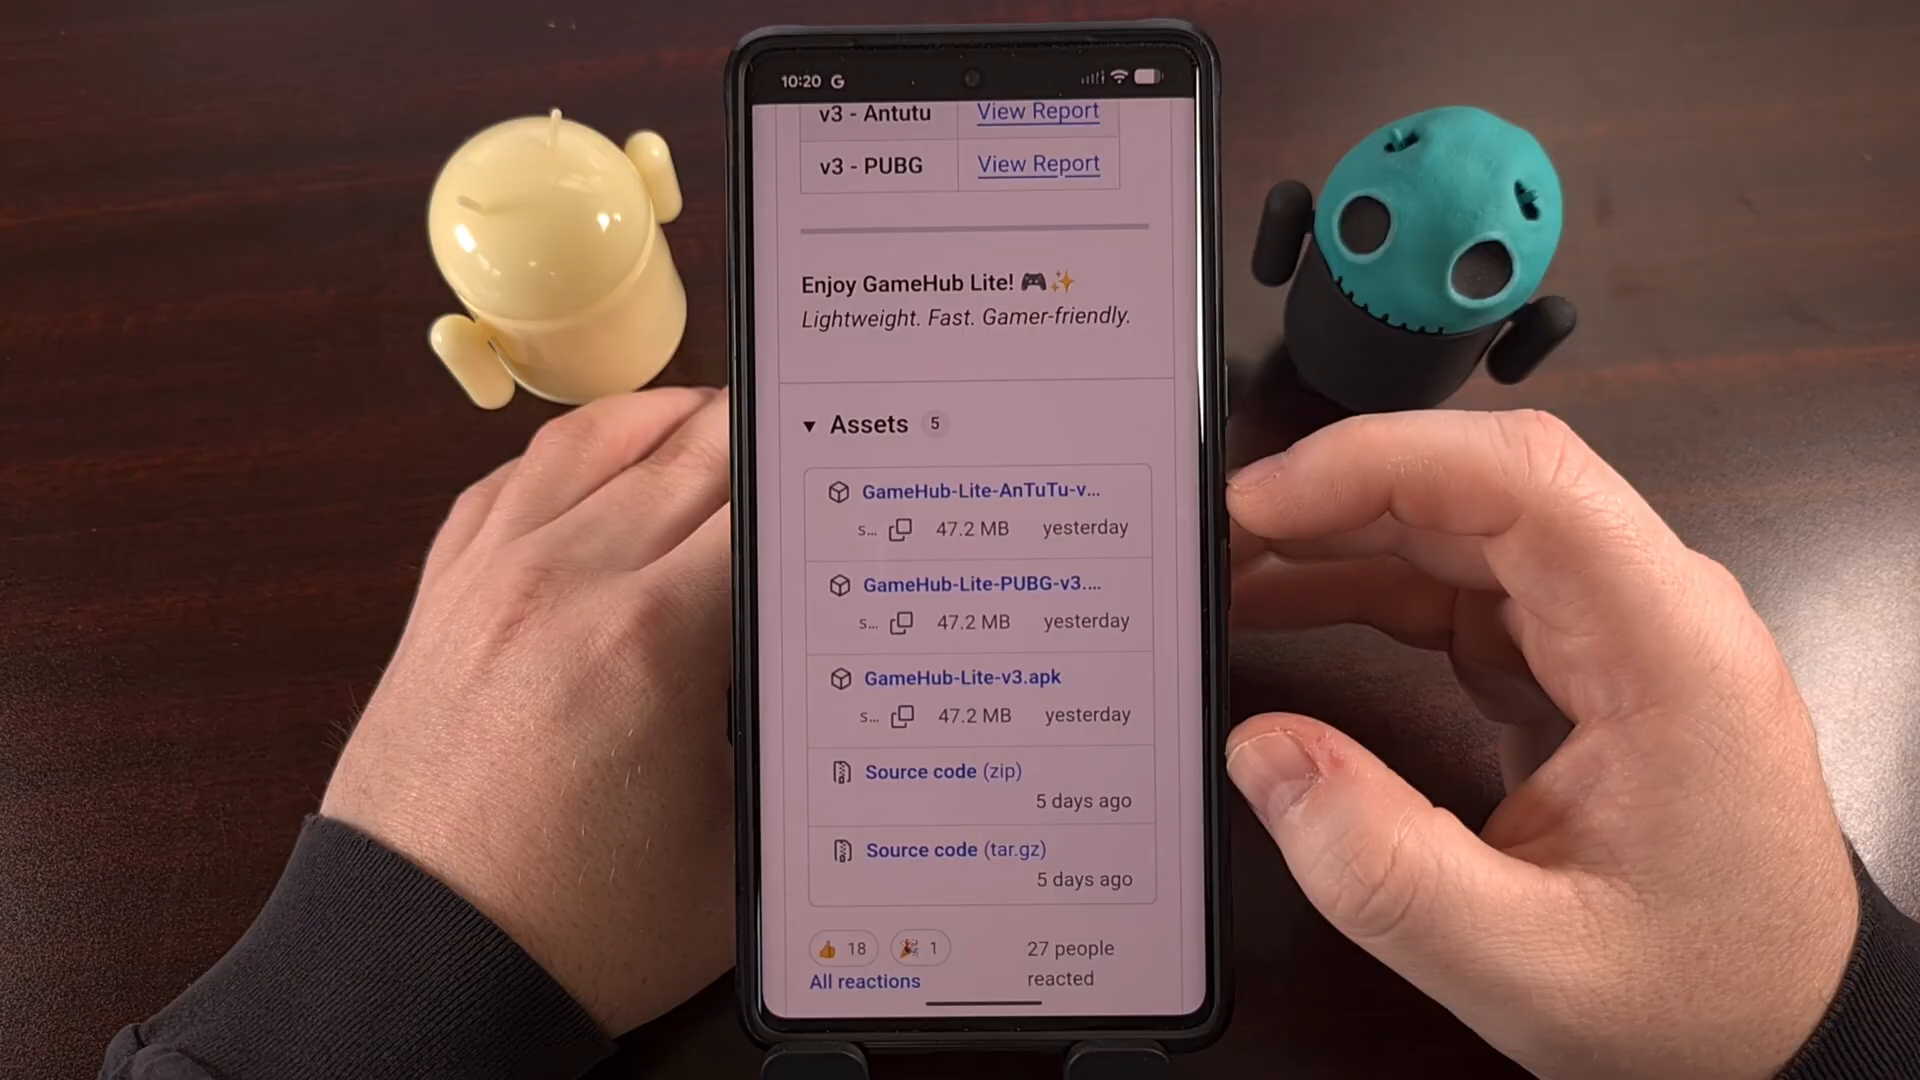 10:20 G
v3 - Antutu View Report
v3 - PUBG View Report
Enjoy GameHub Lite! 🎮✨
Lightweight. Fast. Gamer-friendly.
▼ Assets 5
GameHub-Lite-AnTuTu-v...
s... 47.2 MB yesterday
GameHub-Lite-PUBG-v3....
s... 47.2 MB yesterday
GameHub-Lite-v3.apk
s... 47.2 MB yesterday
Source code (zip)
5 days ago
Source code (tar.gz)
5 days ago
👍 18 🎉 1 27 people
All reactions reacted